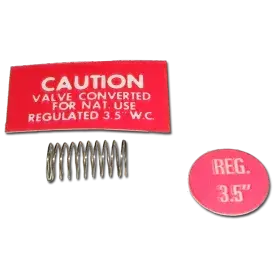 CAUTION
VALVE CONVERTED
FOR NAT. USE
REGULATED 3.5" W.C.
REG.
3.5"